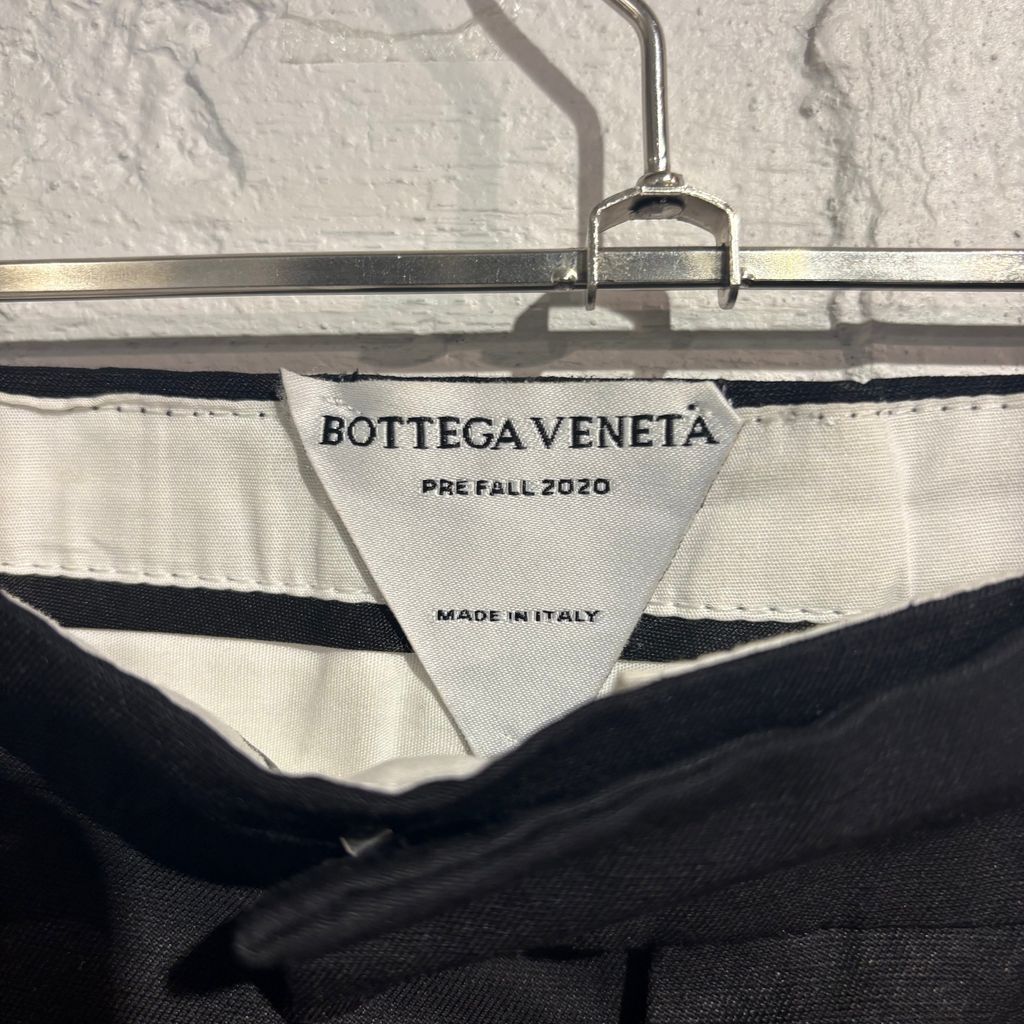 BOTTEGA VENETA
PRE FALL 2020
MADE IN ITALY